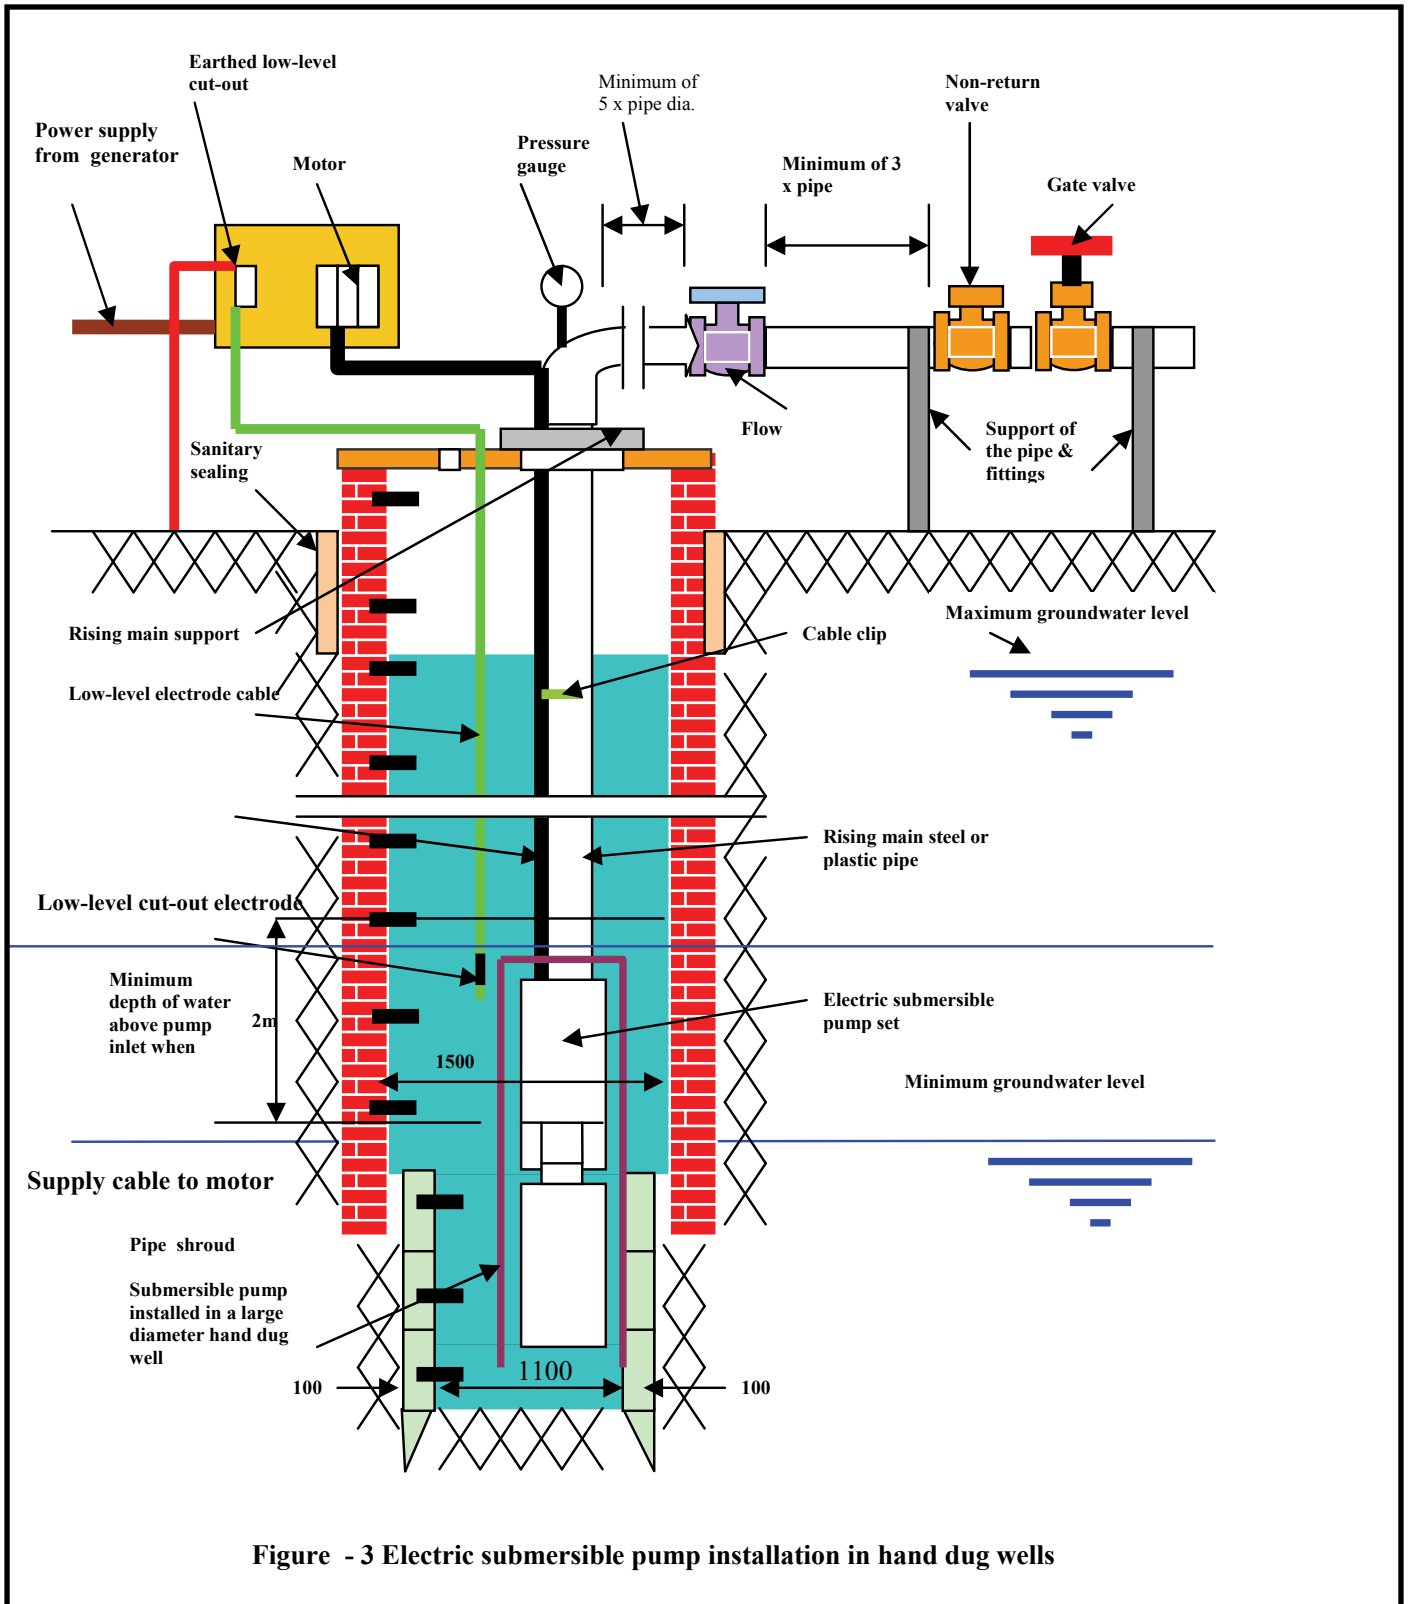 Earthed low-level
cut-out
Minimum of
5 x pipe dia.
Non-return
valve
Power supply
from generator
Motor
Pressure
gauge
Minimum of 3
x pipe
Gate valve
Flow
Sanitary
sealing
Support of
the pipe &
fittings
Maximum groundwater level
Rising main support
Cable clip
Low-level electrode cable
Rising main steel or
plastic pipe
Low-level cut-out electrode
Minimum
depth of water
above pump
inlet when
2m
Electric submersible
pump set
1500
Minimum groundwater level
Supply cable to motor
Pipe shroud
Submersible pump
installed in a large
diameter hand dug
well
1100
100
100
Figure - 3 Electric submersible pump installation in hand dug wells